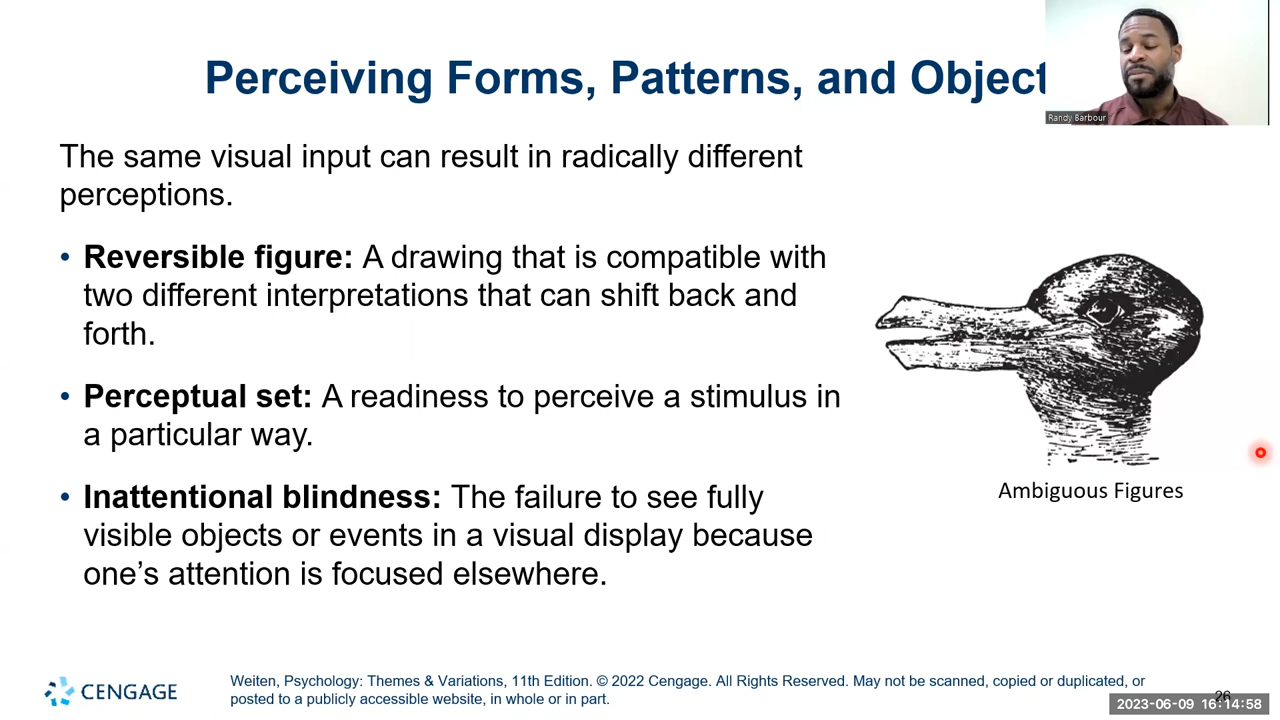 Perceiving Forms, Patterns, and Object
Randy Barbour
The same visual input can result in radically different
perceptions.
• Reversible figure: A drawing that is compatible with
two different interpretations that can shift back and
forth.
• Perceptual set: A readiness to perceive a stimulus in
a particular way.
• Inattentional blindness: The failure to see fully
visible objects or events in a visual display because
one's attention is focused elsewhere.
Ambiguous Figures
CENGAGE
Weiten, Psychology: Themes & Variations, 11th Edition. © 2022 Cengage. All Rights Reserved. May not be scanned, copied or duplicated, or
posted to a publicly accessible website, in whole or in part.
26
2023-06-09 16:14:58